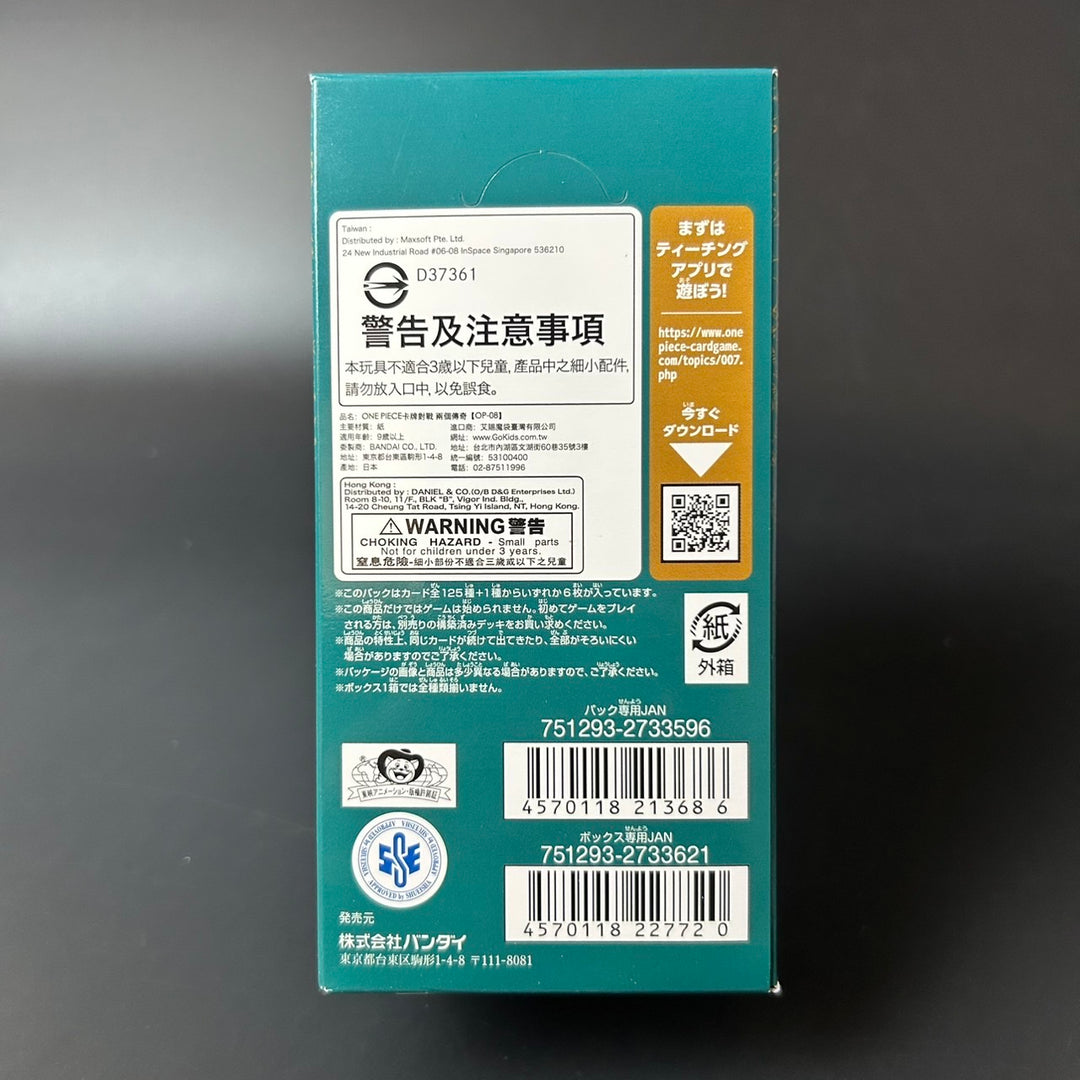 Taiwan :
Distributed by : Maxsoft Pte. Ltd.
24 New Industrial Road #06-08 InSpace Singapore 536210
D37361
警告及注意事項
本玩具不適合3歲以下兒童, 產品中之細小配件,
請勿放入口中, 以免誤食。
品名: ONE PIECE卡牌對戰 兩個傳奇【OP-08】
主要材質: 紙
適用年齡: 9歲以上
委製商: BANDAI CO., LTD.
地址: 東京都台東區駒形1-4-8
產地: 日本
進口商: 艾賜魔袋臺灣有限公司
網址: www.GoKids.com.tw
地址: 台北市內湖區文湖街60巷35號3樓
統一編號: 53100400
電話: 02-87511996
Hong Kong :
Distributed by : DANIEL & CO.(O/B D&G Enterprises Ltd.)
Room 8-10, 11/F., BLK "B", Vigor Ind. Bldg.,
14-20 Cheung Tat Road, Tsing Yi Island, NT, Hong Kong.
WARNING 警告
CHOKING HAZARD - Small parts
Not for children under 3 years.
窒息危險-細小部份不適合三歲或以下之兒童
まずは
ティーチング
アプリで
遊ぼう!
https://www.one
piece-cardgame.
com/topics/007.
php
今すぐ
ダウンロード
※このパックはカード全125種+1種からいずれか6枚が入っています。
※この商品だけではゲームは始められません。初めてゲームをプレイ
される方は、別売りの構築済みデッキをお買い求めください。
※商品の特性上、同じカードが続けて出てきたり、全部がそろいにくい
場合がありますのでご了承ください。
※パッケージの画像と商品は多少異なる場合がありますので、ご了承ください。
※ボックス1箱では全種類揃いません。
紙
外箱
パック専用JAN
751293-2733596
4570118 213686
ボックス専用JAN
751293-2733621
4570118 227720
東映アニメーション・版権許諾証
APPROVED by SHUEISHA
SSE
発売元
株式会社バンダイ
東京都台東区駒形1-4-8 〒111-8081